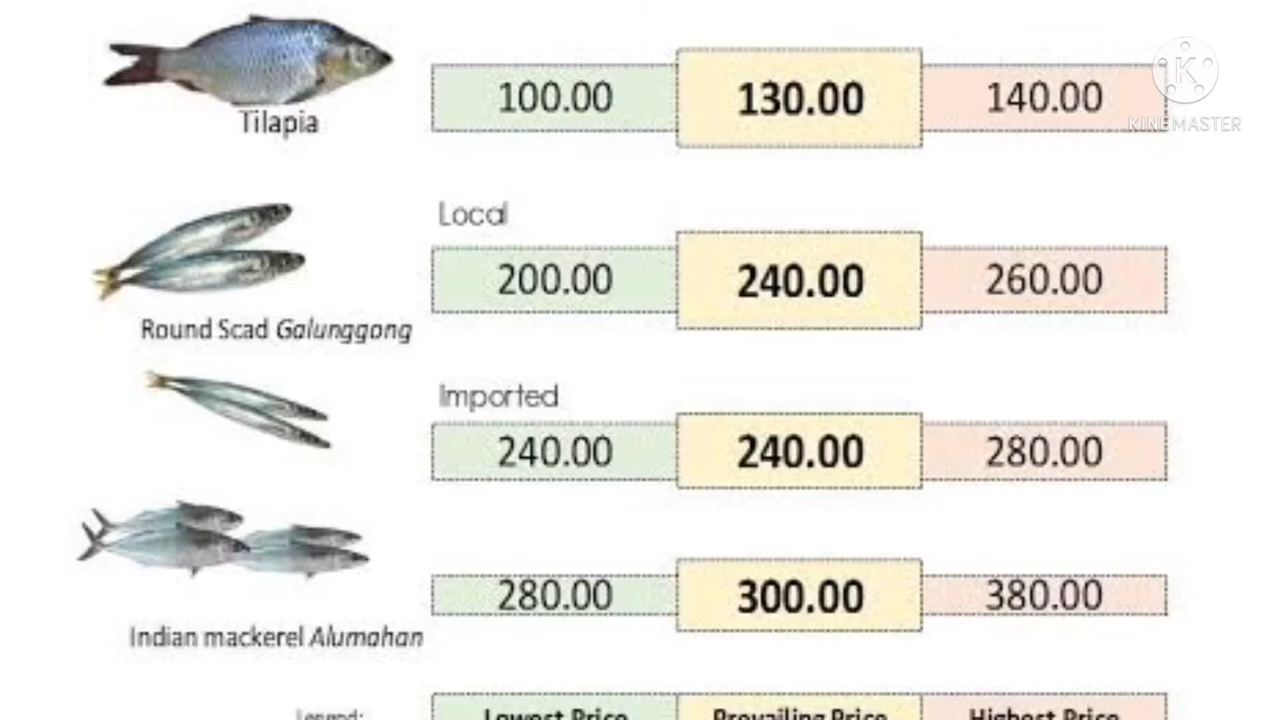 100.00 130.00 140.00
KINEMASTER
Tilapia
Local
200.00 240.00 260.00
Round Scad Galunggong
Imported
240.00 240.00 280.00
280.00 300.00 380.00
Indian mackerel Alumahan
Legend: Lowest Price Prevailing Price Highest Price